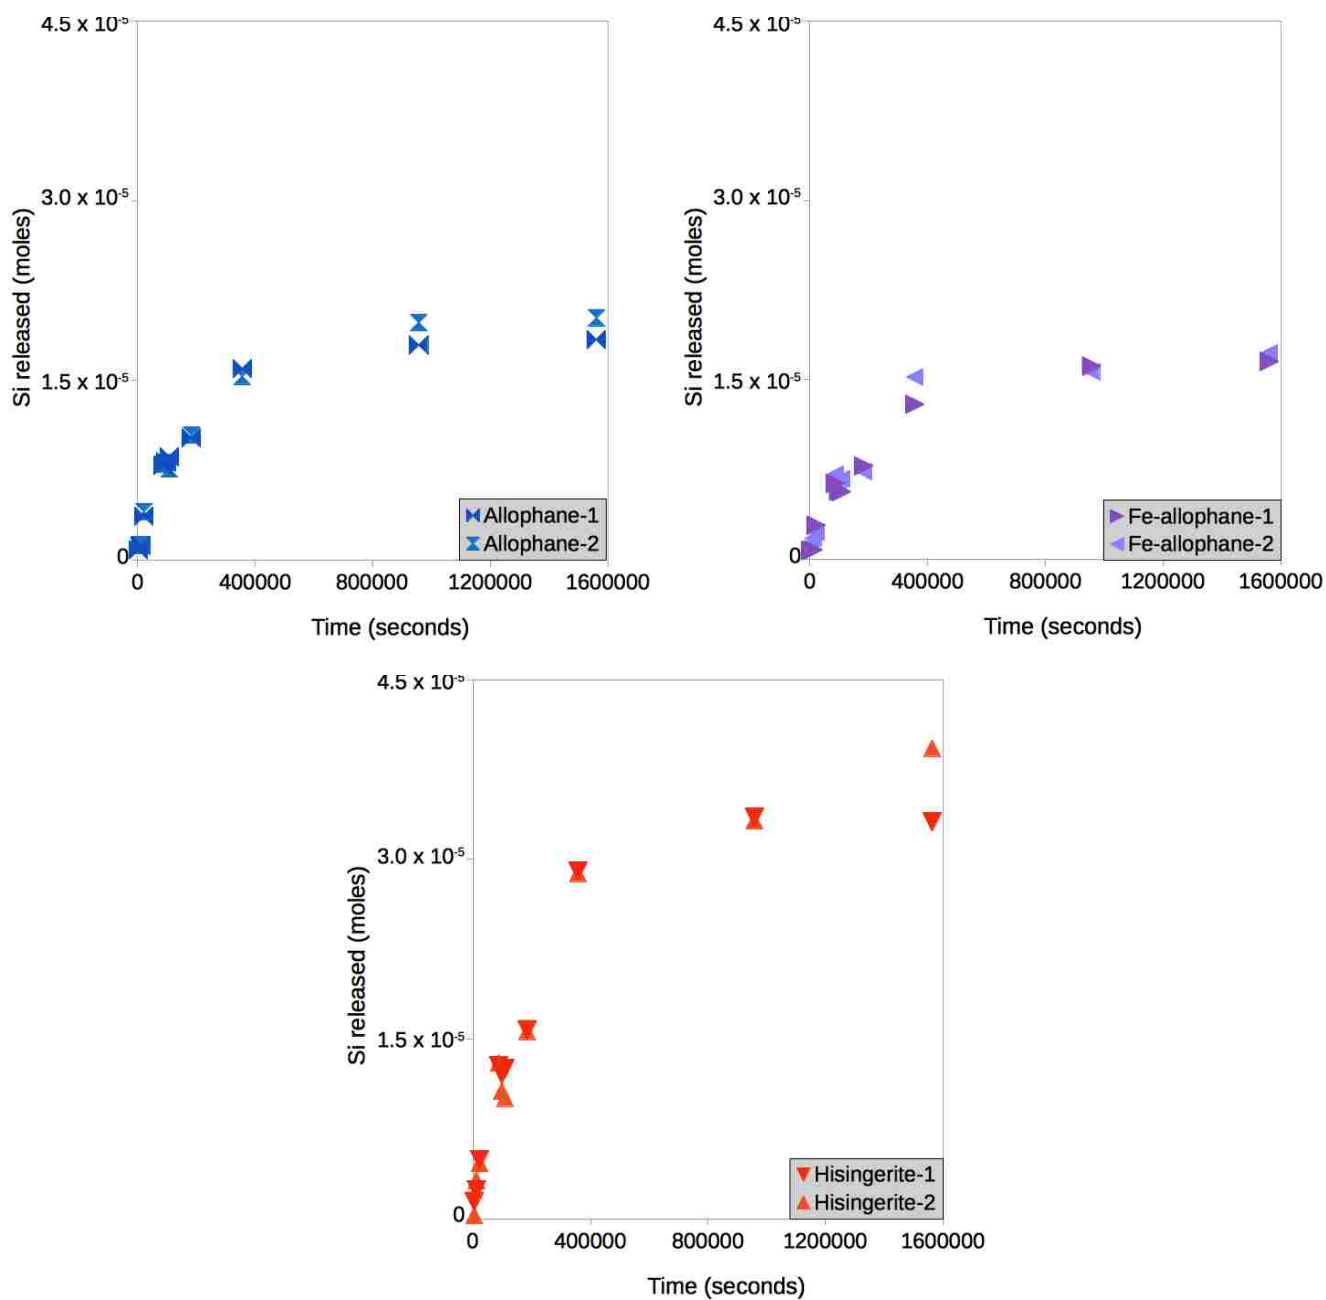 4.5 x 10⁻⁵
3.0 x 10⁻⁵
1.5 x 10⁻⁵
0
Si released (moles)
0 400000 800000 1200000 1600000
Time (seconds)
Allophane-1
Allophane-2
4.5 x 10⁻⁵
3.0 x 10⁻⁵
1.5 x 10⁻⁵
0
Si released (moles)
0 400000 800000 1200000 1600000
Time (seconds)
Fe-allophane-1
Fe-allophane-2
4.5 x 10⁻⁵
3.0 x 10⁻⁵
1.5 x 10⁻⁵
0
Si released (moles)
0 400000 800000 1200000 1600000
Time (seconds)
Hisingerite-1
Hisingerite-2